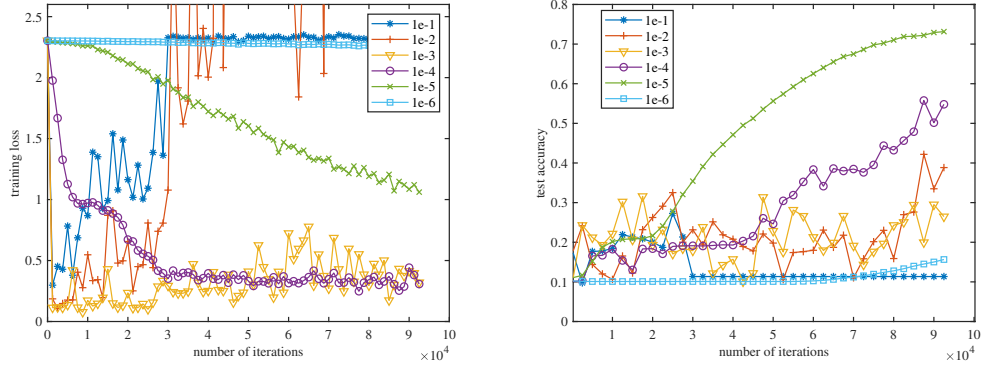 2.5
2
1.5
1
0.5
0
0 1 2 3 4 5 6 7 8 9 10
×10⁴
training loss
number of iterations
1e-1
1e-2
1e-3
1e-4
1e-5
1e-6
0.8
0.7
0.6
0.5
0.4
0.3
0.2
0.1
0
0 1 2 3 4 5 6 7 8 9 10
×10⁴
test accuracy
number of iterations
1e-1
1e-2
1e-3
1e-4
1e-5
1e-6